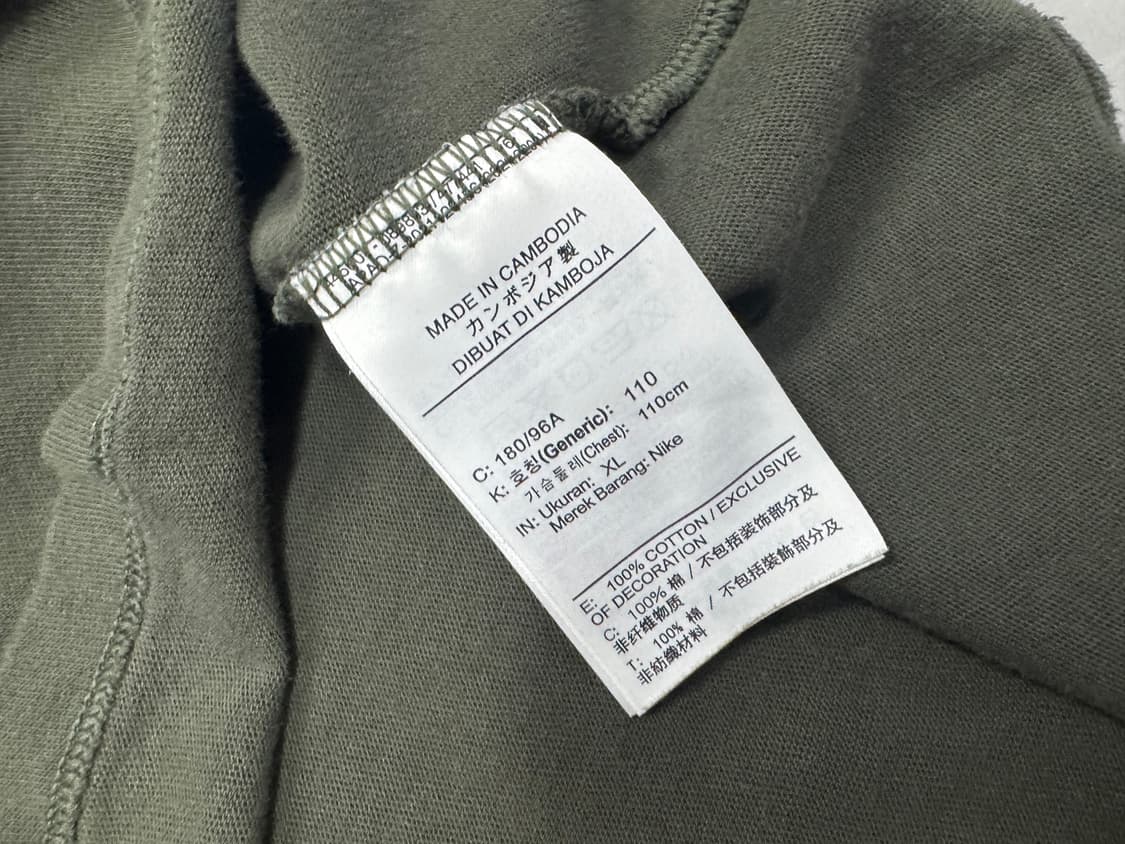 MADE IN CAMBODIA
カンボジア製
DIBUAT DI KAMBOJA
C: 180/96A
K: 호칭(Generic): 110
가슴둘레(Chest): 110cm
IN: Ukuran: XL
Merek Barang: Nike
E: 100% COTTON / EXCLUSIVE
OF DECORATION
C: 100% 棉 / 不包括装饰部分及
非纤维物质
T: 100% 棉 / 不包括裝飾部分及
非紡織材料